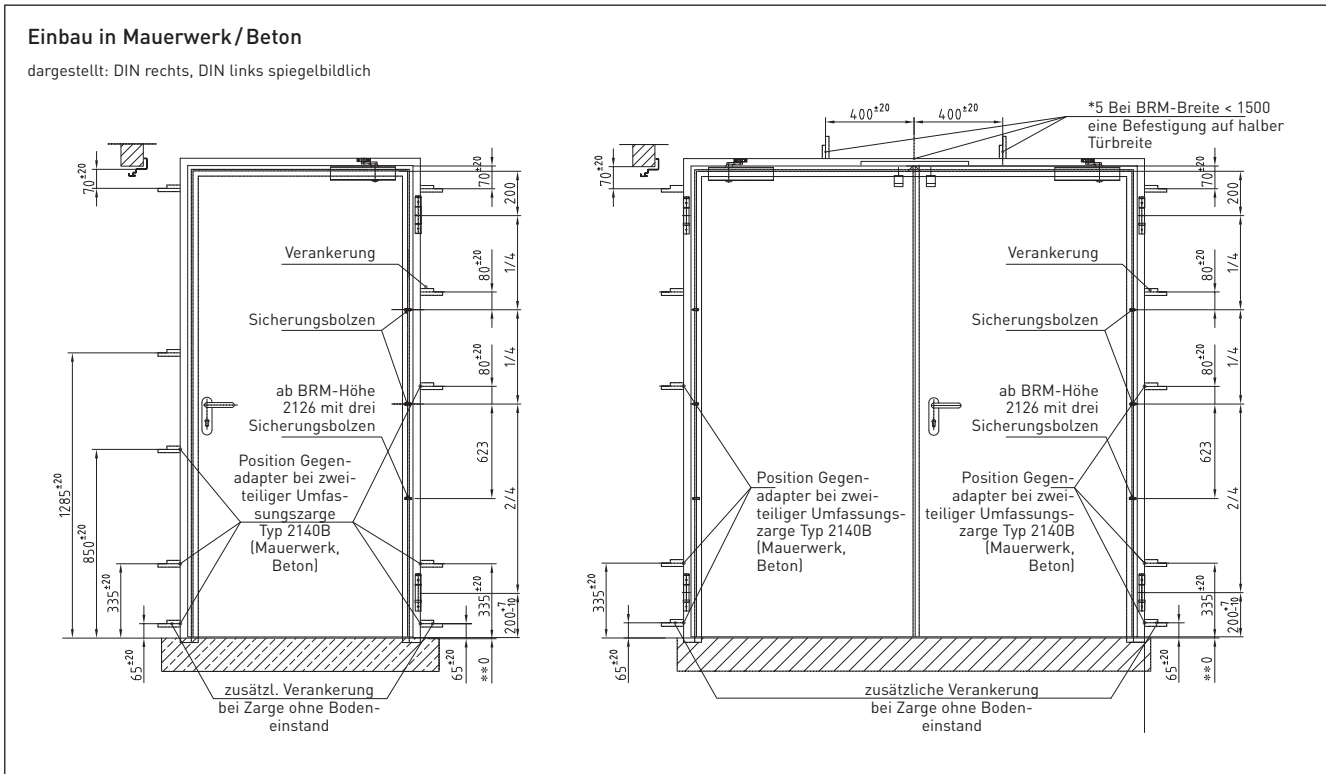 Einbau in Mauerwerk / Beton
dargestellt: DIN rechts, DIN links spiegelbildlich
70±20
70±20
200
Verankerung
80±20
1/4
Sicherungsbolzen
80±20
1/4
ab BRM-Höhe
2126 mit drei
Sicherungsbolzen
623
2/4
Position Gegen-
adapter bei zwei-
teiliger Umfas-
sungszarge
Typ 2140B
(Mauerwerk,
Beton)
1285±20
850±20
335±20
65±20
335±20
200+7-10
65±20
**0
zusätzl. Verankerung
bei Zarge ohne Boden-
einstand
400±20
400±20
*5 Bei BRM-Breite < 1500
eine Befestigung auf halber
Türbreite
70±20
70±20
200
Verankerung
80±20
1/4
Sicherungsbolzen
80±20
1/4
ab BRM-Höhe
2126 mit drei
Sicherungsbolzen
623
2/4
Position Gegen-
adapter bei zwei-
teiliger Umfassungs-
zarge Typ 2140B
(Mauerwerk,
Beton)
Position Gegen-
adapter bei zwei-
teiliger Umfassungs-
zarge Typ 2140B
(Mauerwerk,
Beton)
335±20
65±20
335±20
200+7-10
65±20
**0
zusätzliche Verankerung
bei Zarge ohne Boden-
einstand